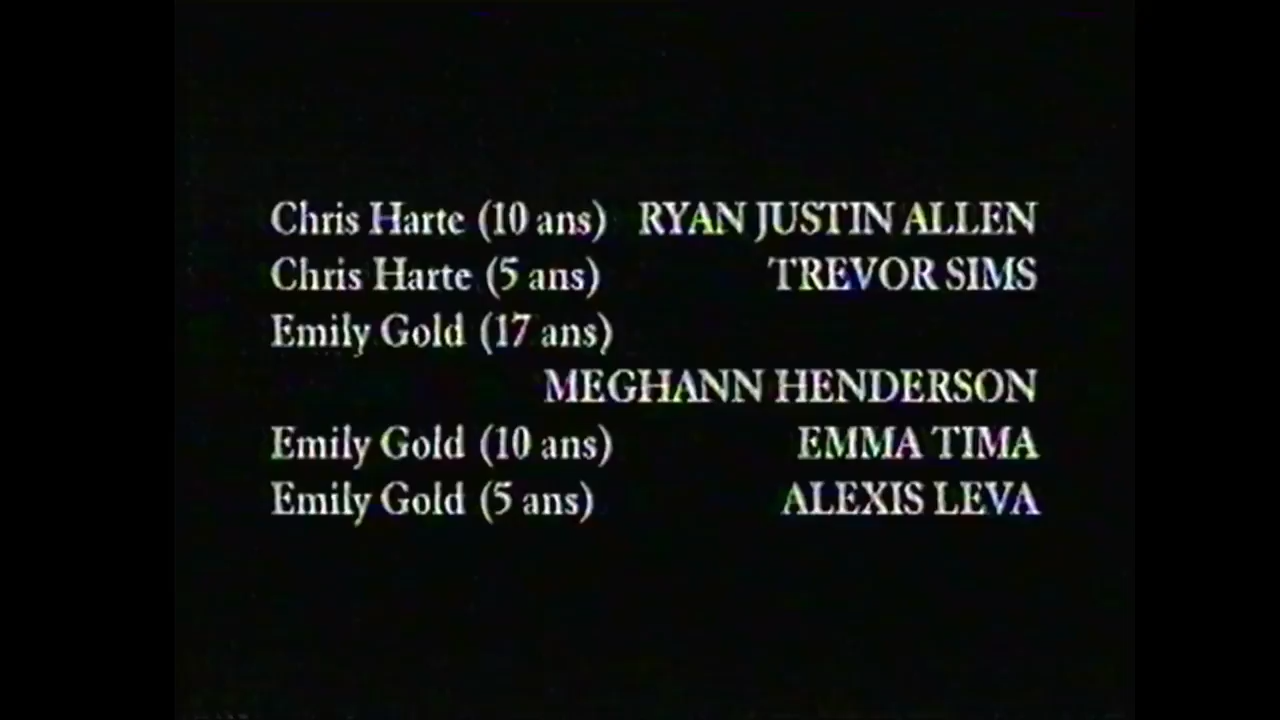 Chris Harte (10 ans) RYAN JUSTIN ALLEN
Chris Harte (5 ans) TREVOR SIMS
Emily Gold (17 ans)
MEGHANN HENDERSON
Emily Gold (10 ans) EMMA TIMA
Emily Gold (5 ans) ALEXIS LEVA